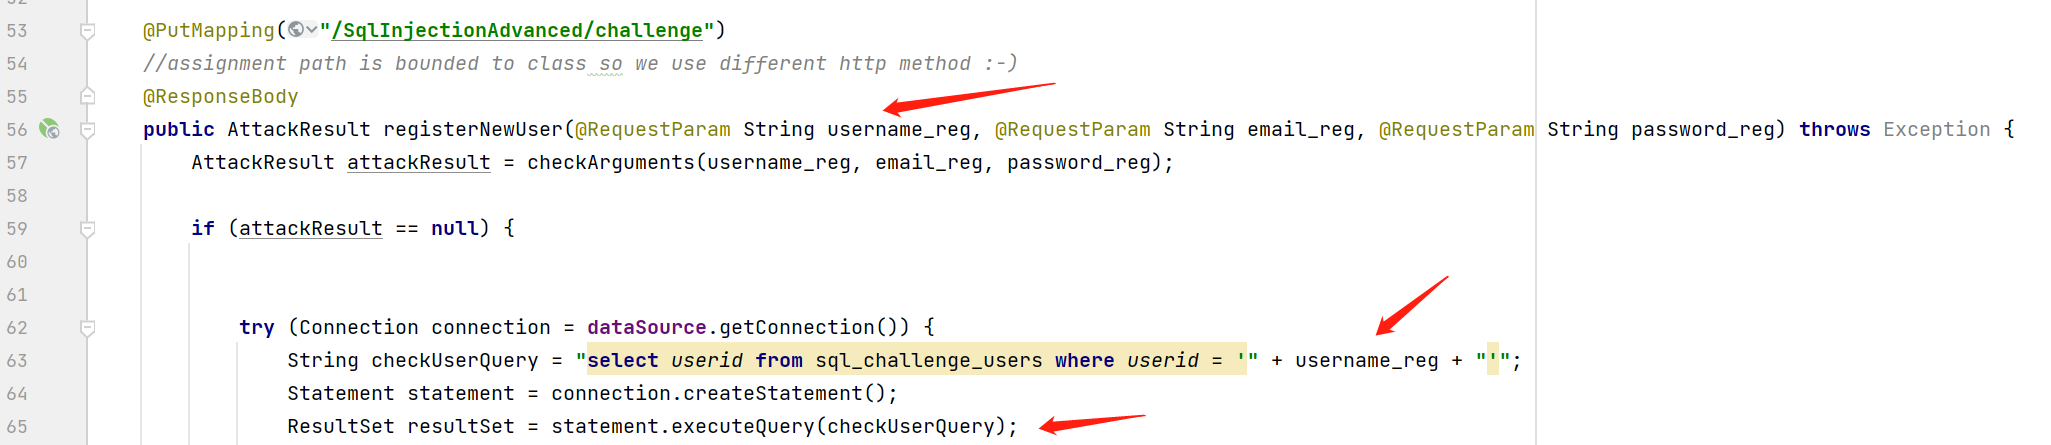 53 @PutMapping("/SqlInjectionAdvanced/challenge")
54 //assignment path is bounded to class so we use different http method :-)
55 @ResponseBody
56 public AttackResult registerNewUser(@RequestParam String username_reg, @RequestParam String email_reg, @RequestParam String password_reg) throws Exception {
57 AttackResult attackResult = checkArguments(username_reg, email_reg, password_reg);
58
59 if (attackResult == null) {
60
61
62 try (Connection connection = dataSource.getConnection()) {
63 String checkUserQuery = "select userid from sql_challenge_users where userid = '" + username_reg + "'";
64 Statement statement = connection.createStatement();
65 ResultSet resultSet = statement.executeQuery(checkUserQuery);